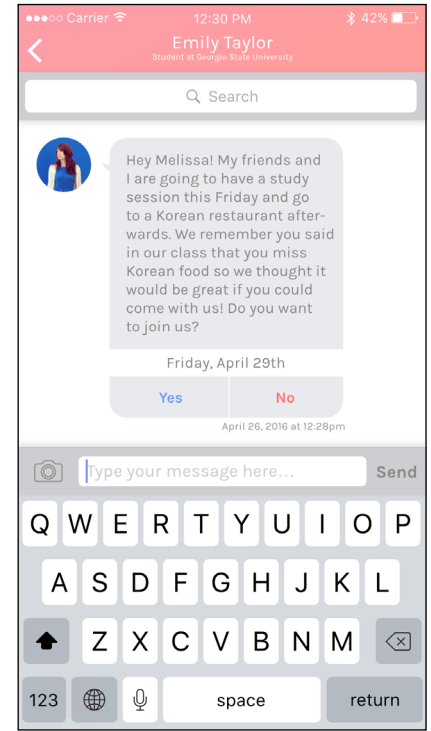 Carrier 12:30 PM 42%
Emily Taylor
Student at Georgia State University
Search
Hey Melissa! My friends and
I are going to have a study
session this Friday and go
to a Korean restaurant after-
wards. We remember you said
in our class that you miss
Korean food so we thought it
would be great if you could
come with us! Do you want
to join us?
Friday, April 29th
Yes No
April 26, 2016 at 12:28pm
Type your message here... Send
Q W E R T Y U I O P
A S D F G H J K L
Z X C V B N M
123 space return